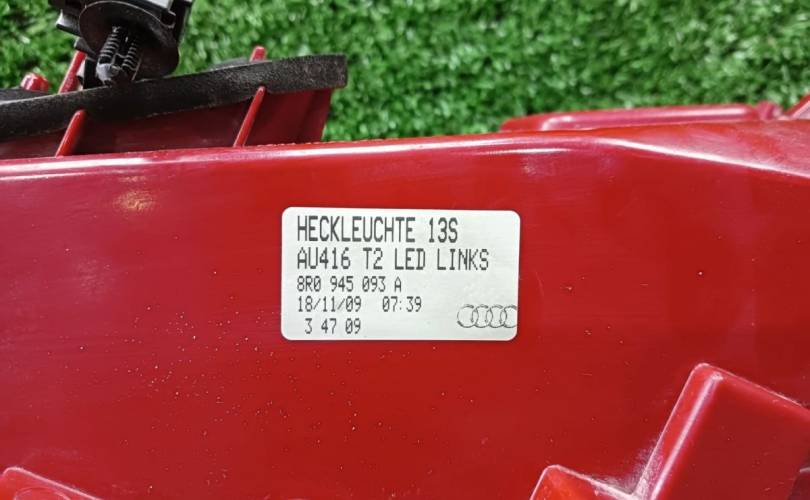 HECKLEUCHTE 13S
AU416 T2 LED LINKS
8R0 945 093 A
18/11/09 07:39
3 47 09